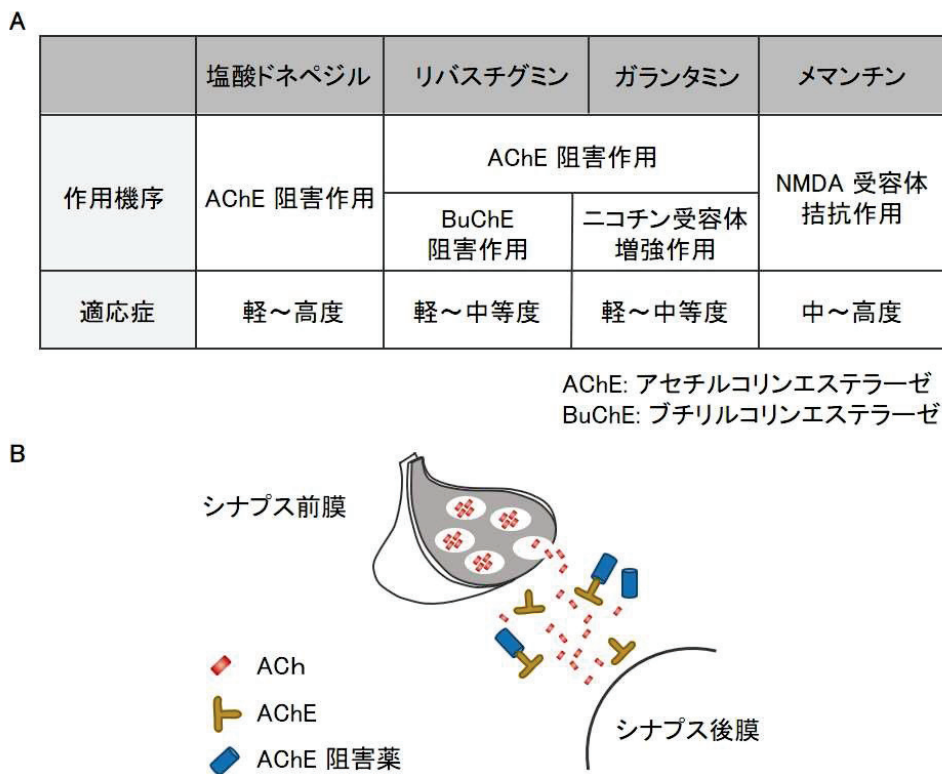 A
塩酸ドネペジル リバスチグミン ガランタミン メマンチン
作用機序 AChE 阻害作用 AChE 阻害作用 NMDA 受容体
拮抗作用
BuChE
阻害作用
ニコチン受容体
増強作用
適応症 軽～高度 軽～中等度 軽～中等度 中～高度
AChE: アセチルコリンエステラーゼ
BuChE: ブチリルコリンエステラーゼ
B
シナプス前膜
ACh
AChE
AChE 阻害薬
シナプス後膜